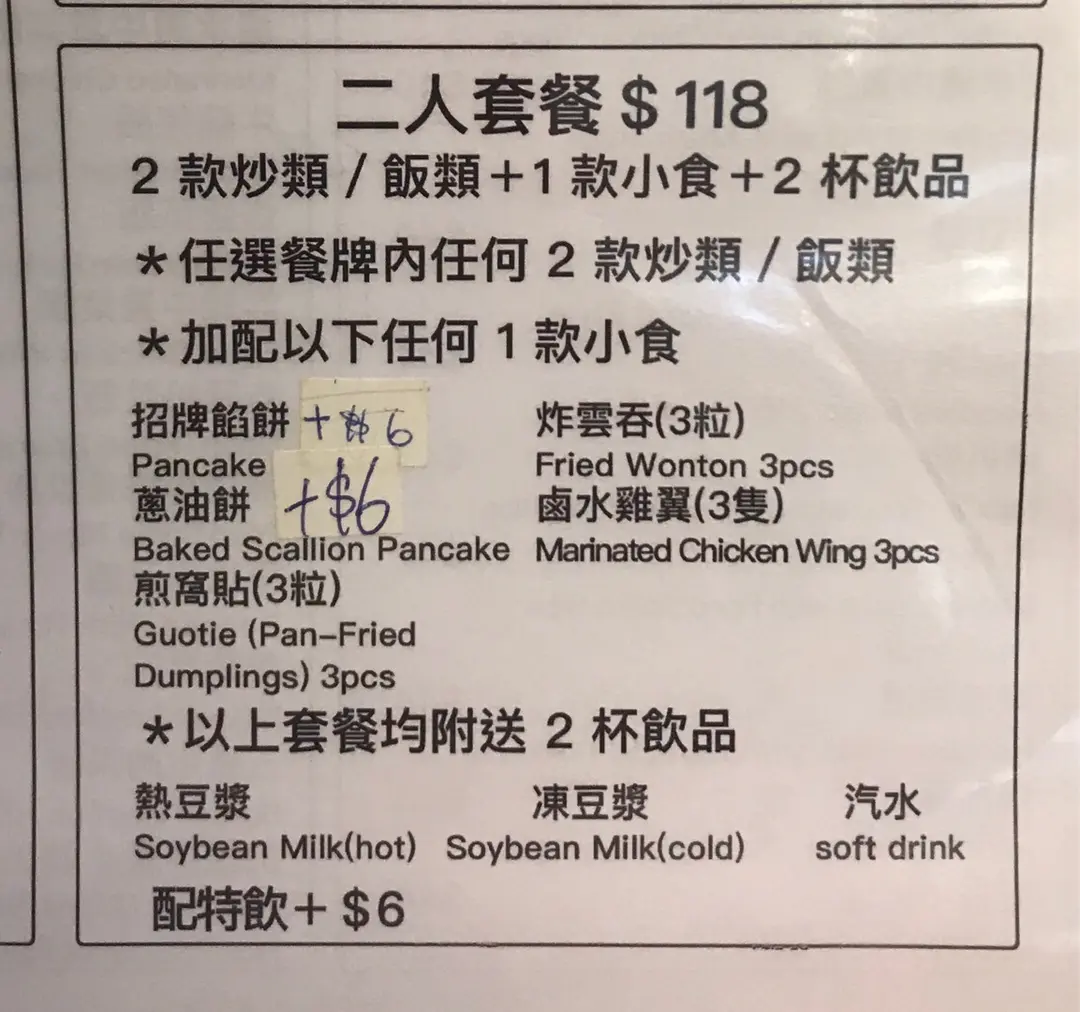 二人套餐 $118
2 款炒類 / 飯類+1 款小食+2 杯飲品
*任選餐牌內任何 2 款炒類 / 飯類
*加配以下任何 1 款小食
招牌餡餅 +$6
Pancake
蔥油餅 +$6
Baked Scallion Pancake
煎窩貼(3粒)
Guotie (Pan-Fried
Dumplings) 3pcs
炸雲吞(3粒)
Fried Wonton 3pcs
鹵水雞翼(3隻)
Marinated Chicken Wing 3pcs
*以上套餐均附送 2 杯飲品
熱豆漿 凍豆漿 汽水
Soybean Milk(hot) Soybean Milk(cold) soft drink
配特飲+ $6